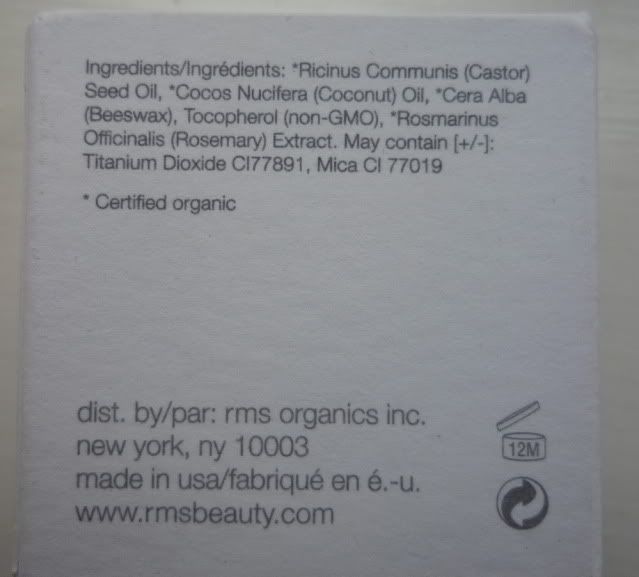 Ingredients/Ingrédients: *Ricinus Communis (Castor)
Seed Oil, *Cocos Nucifera (Coconut) Oil, *Cera Alba
(Beeswax), Tocopherol (non-GMO), *Rosmarinus
Officinalis (Rosemary) Extract. May contain [+/-]:
Titanium Dioxide CI77891, Mica CI 77019
* Certified organic
dist. by/par: rms organics inc.
new york, ny 10003
made in usa/fabriqué en é.-u.
www.rmsbeauty.com
12M